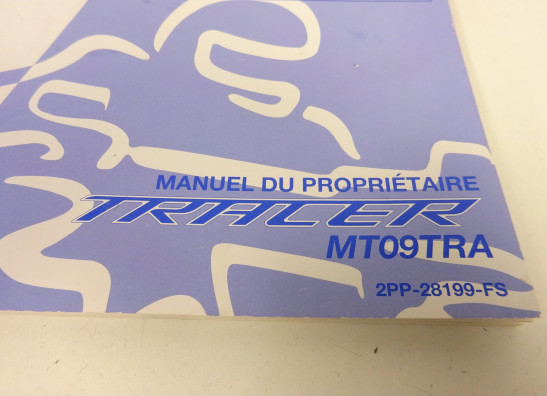 MANUEL DU PROPRIÉTAIRE
TRACER
MT09TRA
2PP-28199-FS